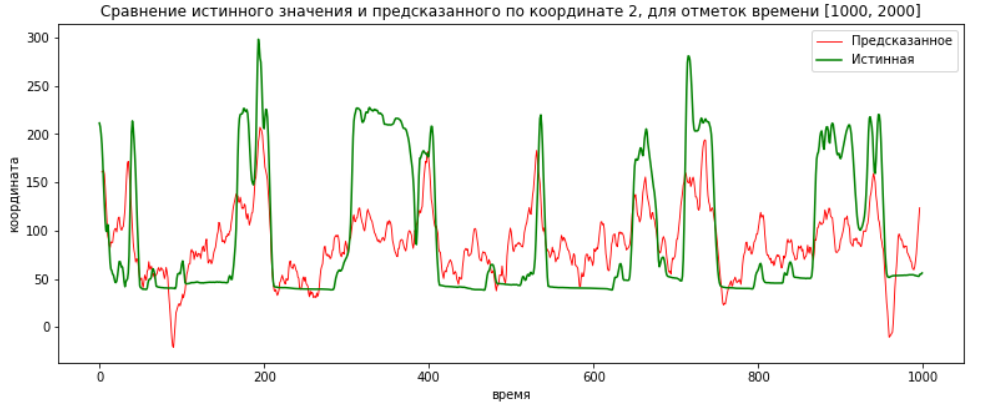 Сравнение истинного значения и предсказанного по координате 2, для отметок времени [1000, 2000]
Предсказанное
Истинная
300
250
200
150
100
50
0
координата
0 200 400 600 800 1000
время